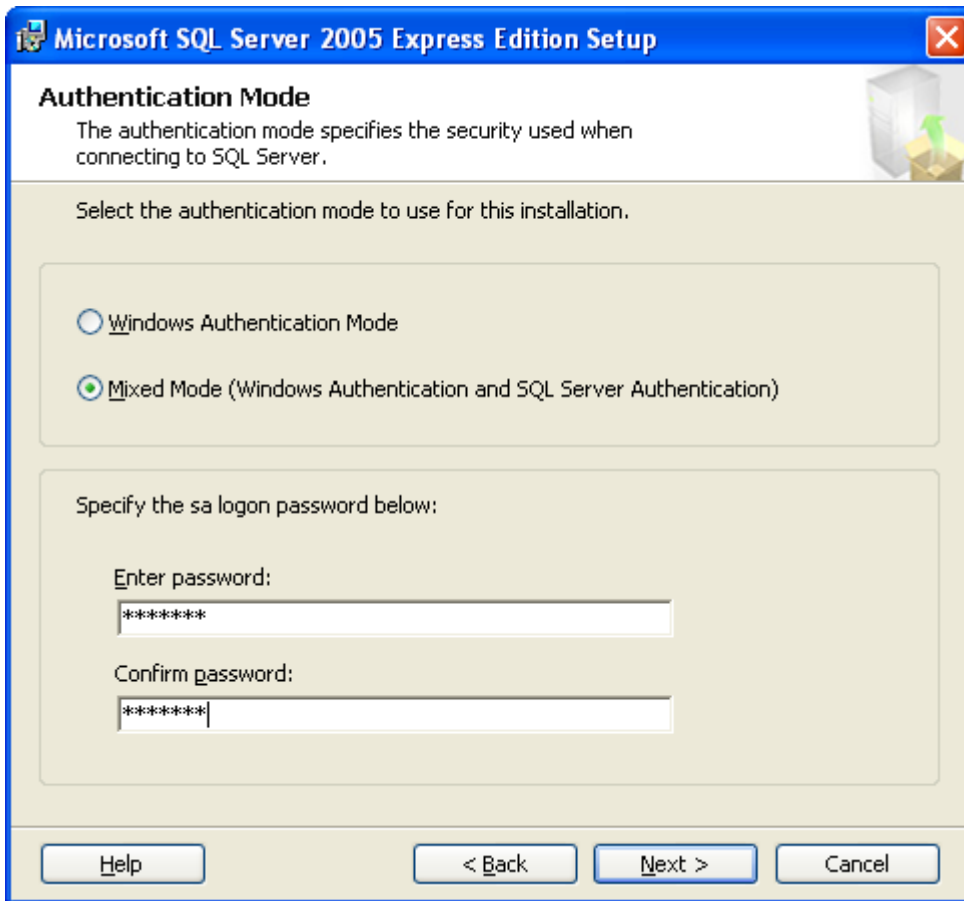 Microsoft SQL Server 2005 Express Edition Setup
Authentication Mode
The authentication mode specifies the security used when
connecting to SQL Server.
Select the authentication mode to use for this installation.
Windows Authentication Mode
Mixed Mode (Windows Authentication and SQL Server Authentication)
Specify the sa logon password below:
Enter password:
*******
Confirm password:
*******
Help < Back Next > Cancel